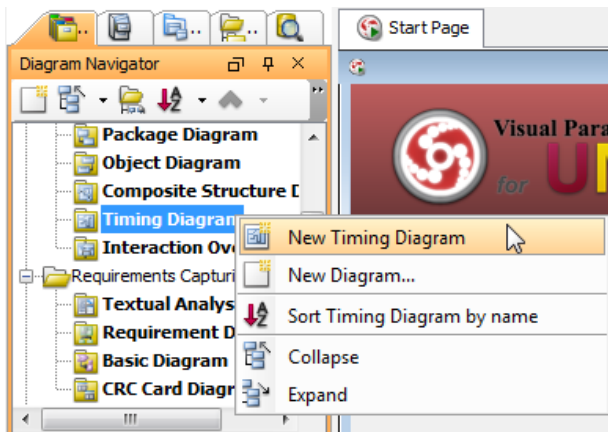 Start Page
Diagram Navigator
Visual Para
for U
Package Diagram
Object Diagram
Composite Structure D
Timing Diagram
Interaction Ov
Requirements Capturi
Textual Analys
Requirement D
Basic Diagram
CRC Card Diagr
New Timing Diagram
New Diagram...
Sort Timing Diagram by name
Collapse
Expand